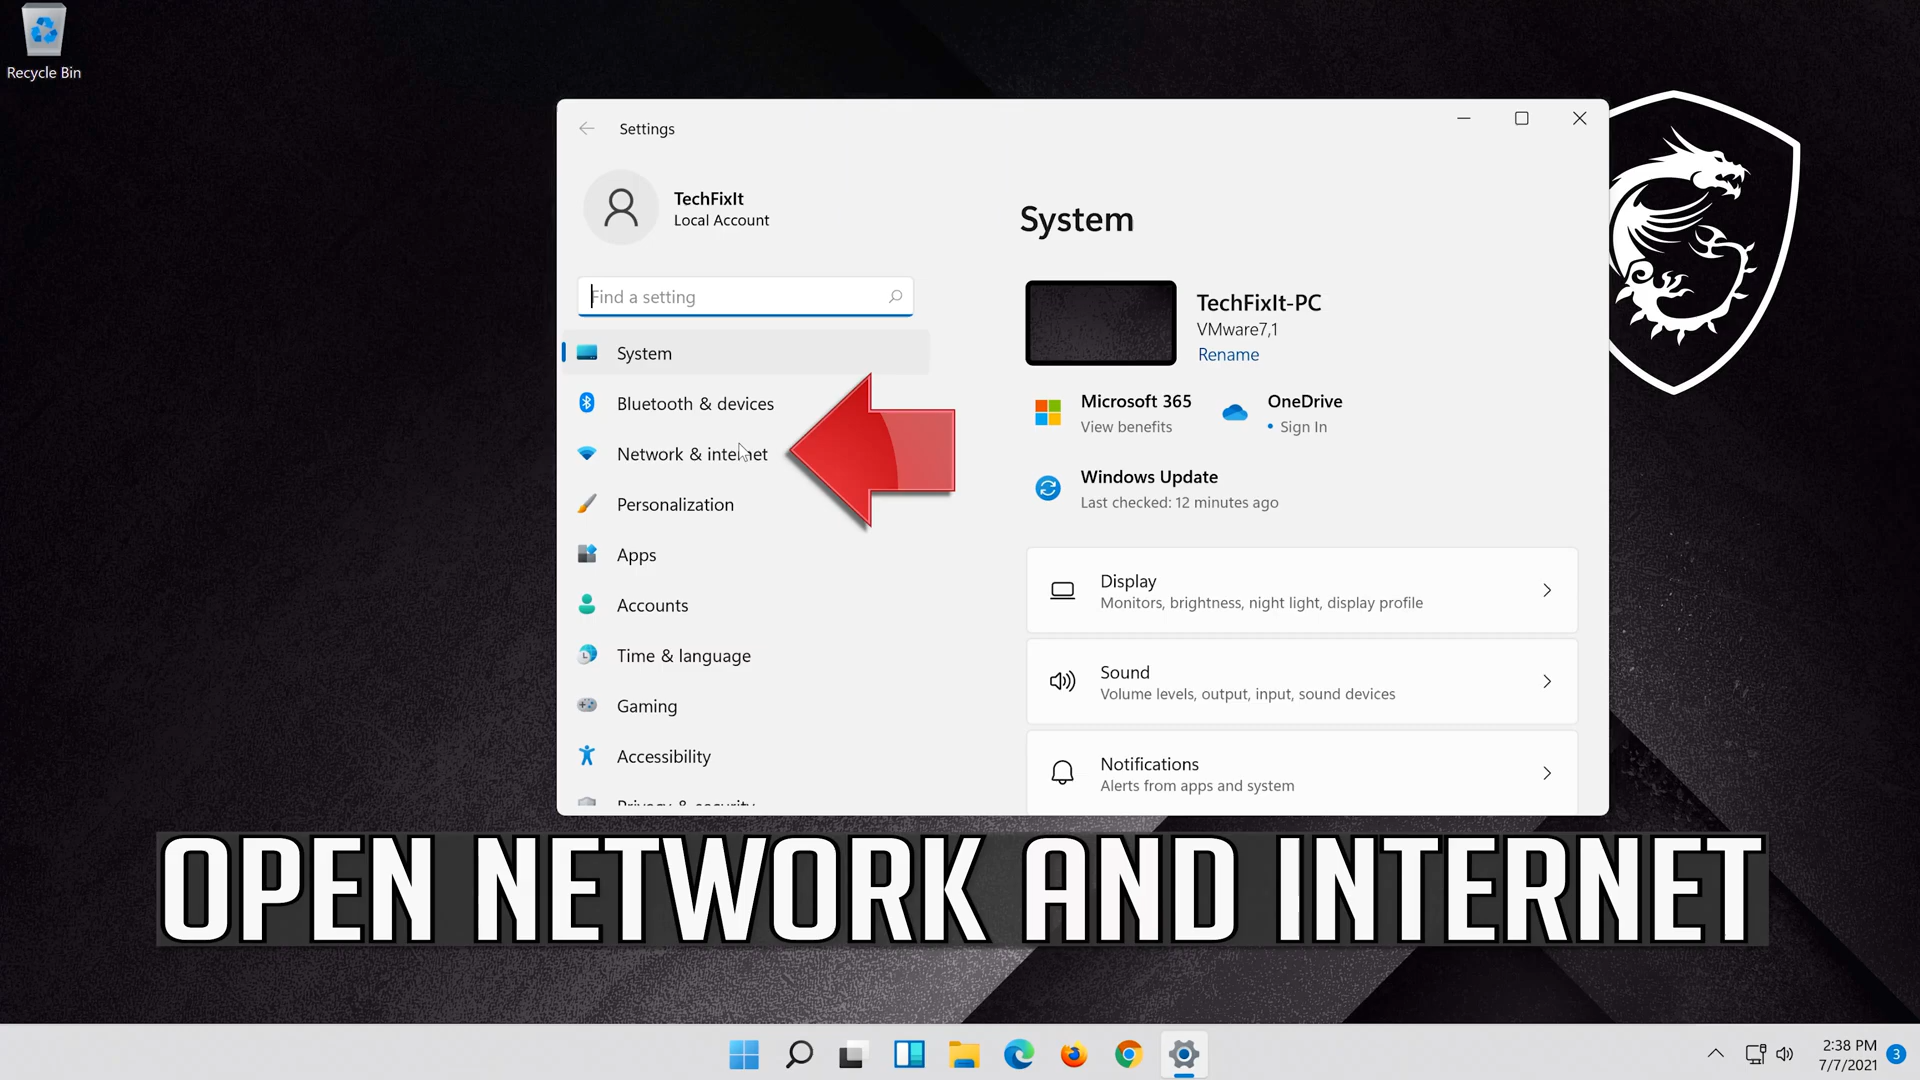 Recycle Bin
Settings
TechFixIt
Local Account
Find a setting
System
Bluetooth & devices
Network & internet
Personalization
Apps
Accounts
Time & language
Gaming
Accessibility
Privacy & security
System
TechFixIt-PC
VMware7,1
Rename
Microsoft 365
View benefits
OneDrive
• Sign In
Windows Update
Last checked: 12 minutes ago
Display
Monitors, brightness, night light, display profile
Sound
Volume levels, output, input, sound devices
Notifications
Alerts from apps and system
OPEN NETWORK AND INTERNET
2:38 PM
7/7/2021
3